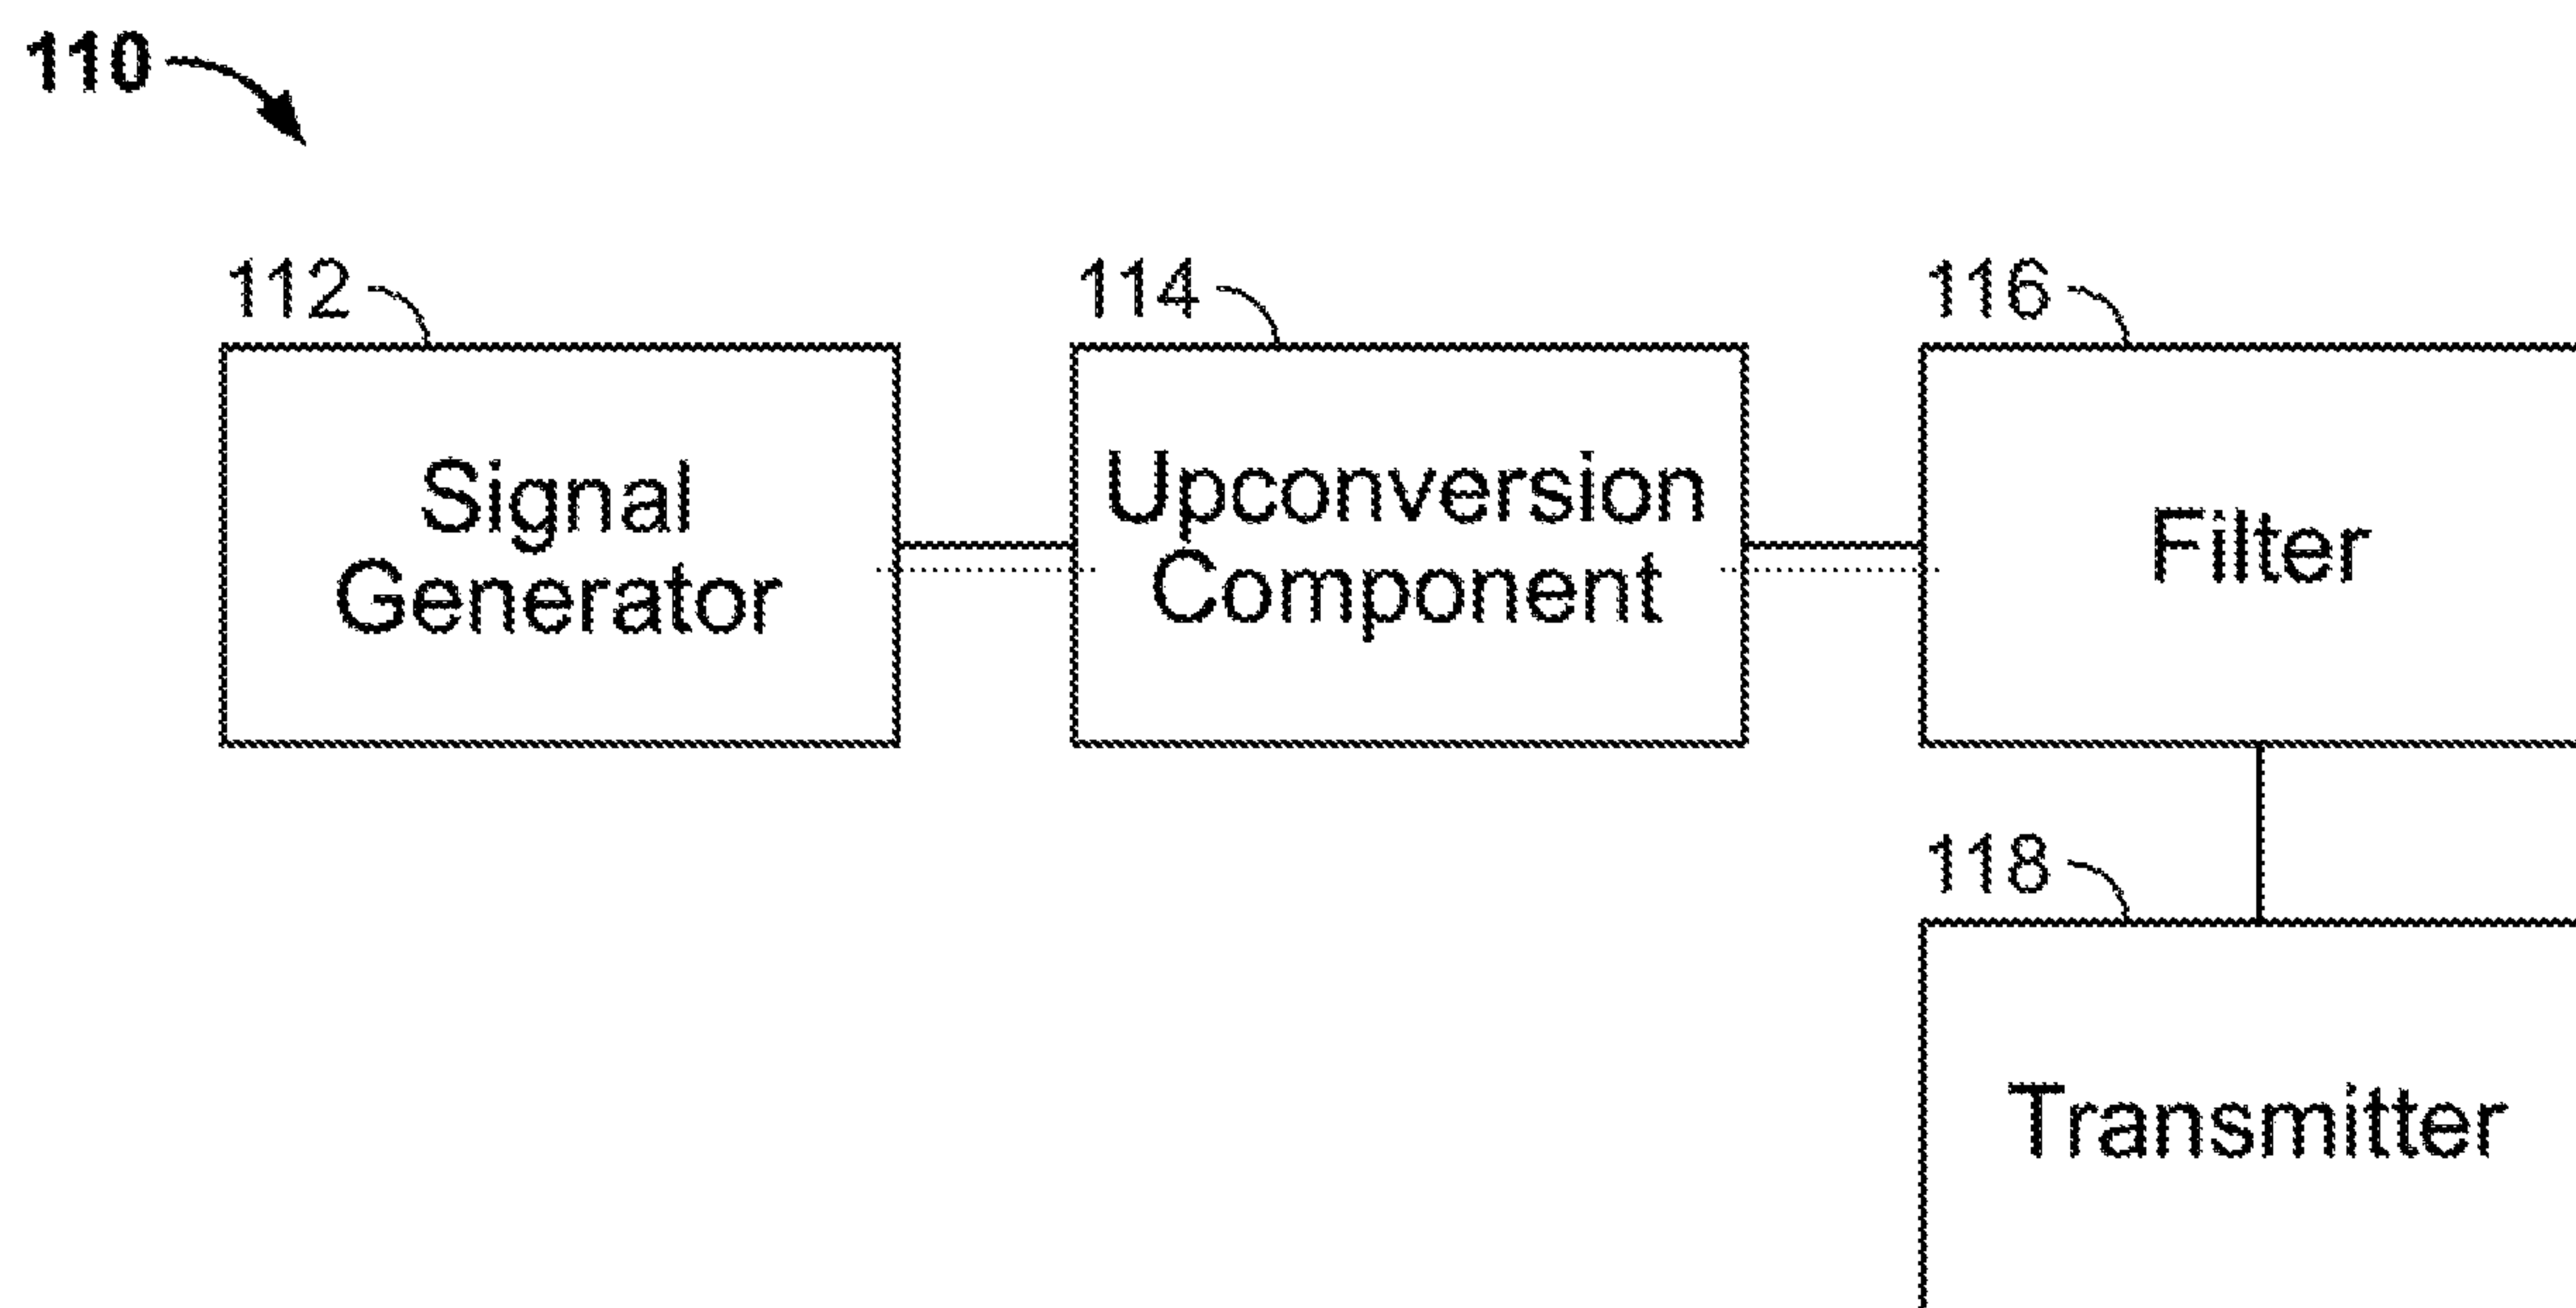 110
112
114
116
Signal
Generator
Upconversion
Component
Filter
118
Transmitter